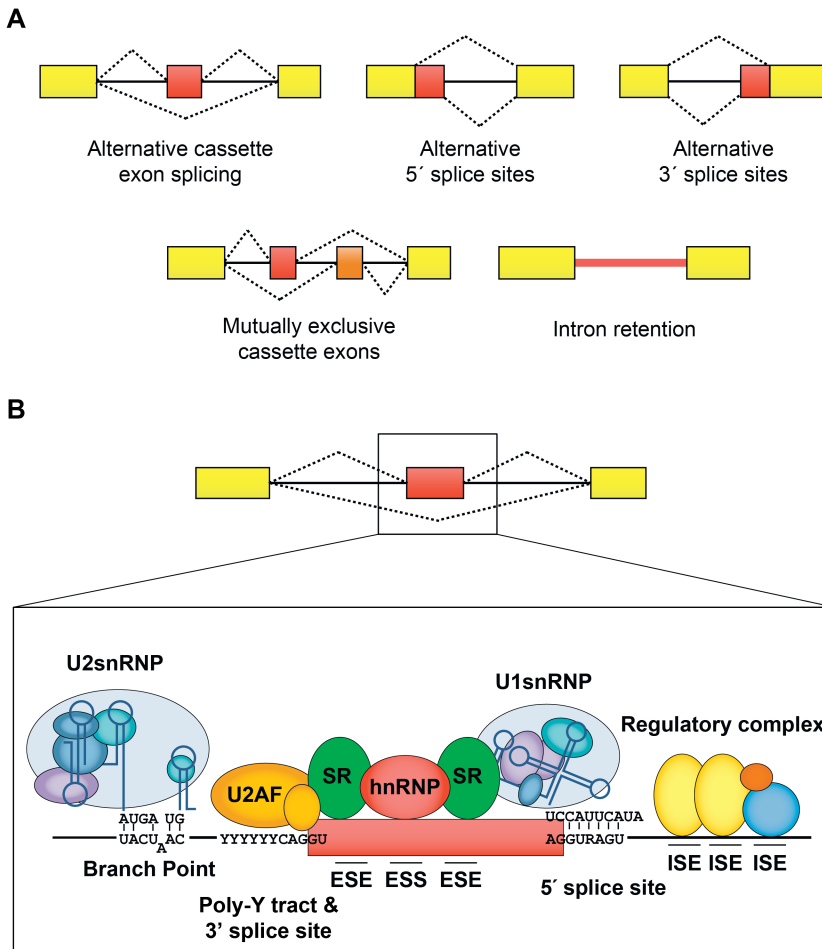 A
Alternative cassette
exon splicing
Alternative
5´ splice sites
Alternative
3´ splice sites
Mutually exclusive
cassette exons
Intron retention
B
U2snRNP
U1snRNP
Regulatory complex
SR
hnRNP
SR
U2AF
AUGA UG
UACU AC
A
YYYYYYCAGGU
UCCAUUCAUA
AGGURAGU
Branch Point
ESE
ESS
ESE
ISE
ISE
ISE
Poly-Y tract &
3’ splice site
5´ splice site